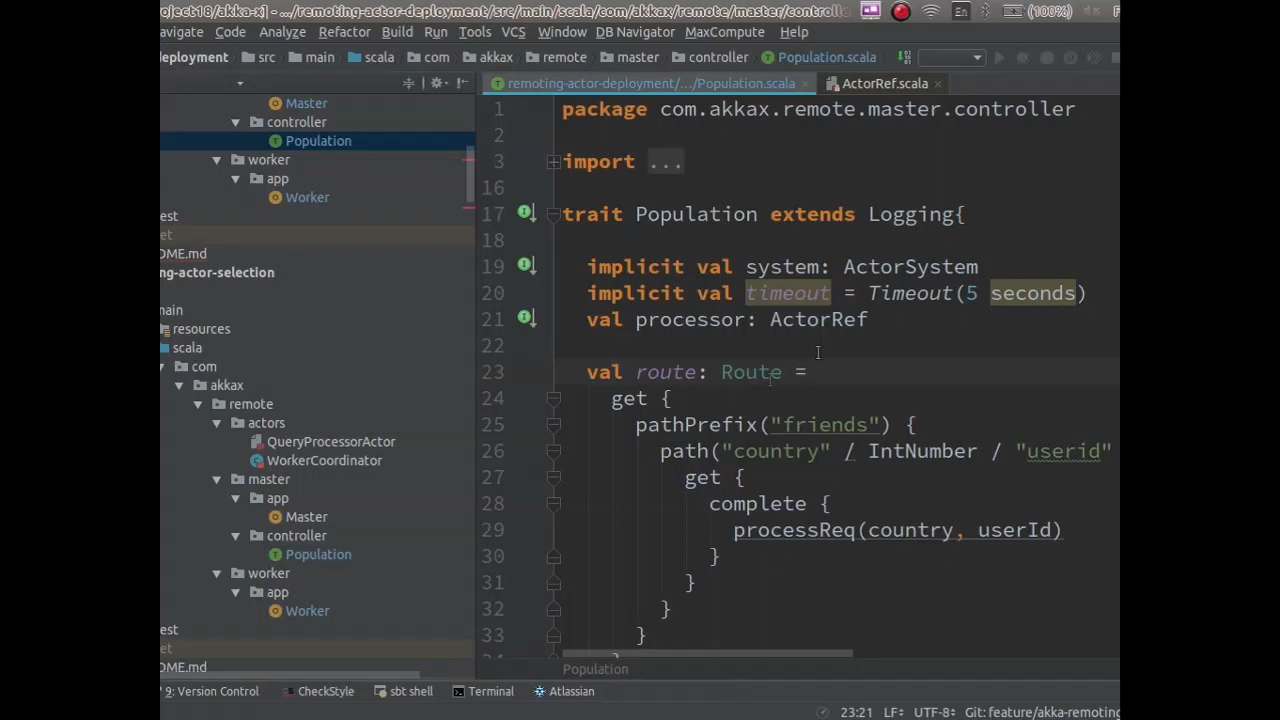 oject18/akka-x] - .../remoting-actor-deployment/src/main/scala/com/akkax/remote/master/controlle
En (100%)
avigate Code Analyze Refactor Build Run Tools VCS Window DB Navigator MaxCompute Help
eployment src main scala com akkax remote master controller Population.scala
remoting-actor-deployment/.../Population.scala ActorRef.scala
Master
controller
Population
worker
app
Worker
est
et
OME.md
ng-actor-selection
main
resources
scala
com
akkax
remote
actors
QueryProcessorActor
WorkerCoordinator
master
app
Master
controller
Population
worker
app
Worker
est
et
OME.md
1 package com.akkax.remote.master.controller
2
3 import ...
16
17 trait Population extends Logging{
18
19 implicit val system: ActorSystem
20 implicit val timeout = Timeout(5 seconds)
21 val processor: ActorRef
22
23 val route: Route =
24 get {
25 pathPrefix("friends") {
26 path("country" / IntNumber / "userid"
27 get {
28 complete {
29 processReq(country, userId)
30 }
31 }
32 }
33 }
Population
9: Version Control CheckStyle sbt shell Terminal Atlassian
23:21 LF UTF-8 Git: feature/akka-remoting